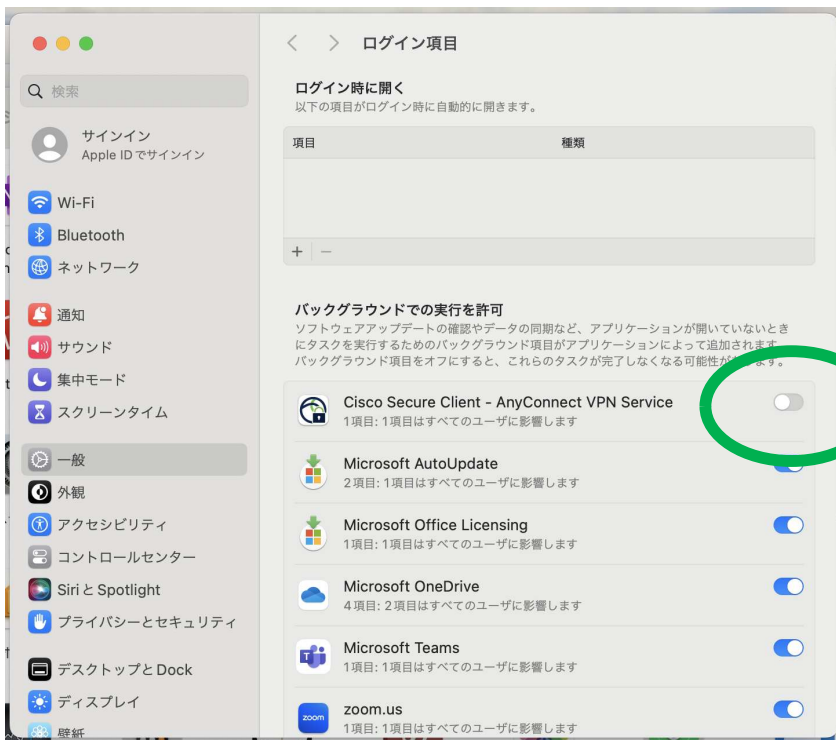 ログイン項目
検索
サインイン
Apple ID でサインイン
Wi-Fi
Bluetooth
ネットワーク
通知
サウンド
集中モード
スクリーンタイム
一般
外観
アクセシビリティ
コントロールセンター
Siri と Spotlight
プライバシーとセキュリティ
デスクトップと Dock
ディスプレイ
壁紙
ログイン時に開く
以下の項目がログイン時に自動的に開きます。
項目 種類
バックグラウンドでの実行を許可
ソフトウェアアップデートの確認やデータの同期など、アプリケーションが開いていないとき
にタスクを実行するためのバックグラウンド項目がアプリケーションによって追加されます。
バックグラウンド項目をオフにすると、これらのタスクが完了しなくなる可能性があります。
Cisco Secure Client - AnyConnect VPN Service
1項目: 1項目はすべてのユーザに影響します
Microsoft AutoUpdate
2項目: 1項目はすべてのユーザに影響します
Microsoft Office Licensing
1項目: 1項目はすべてのユーザに影響します
Microsoft OneDrive
4項目: 2項目はすべてのユーザに影響します
Microsoft Teams
1項目: 1項目はすべてのユーザに影響します
zoom
zoom.us
1項目: 1項目はすべてのユーザに影響します